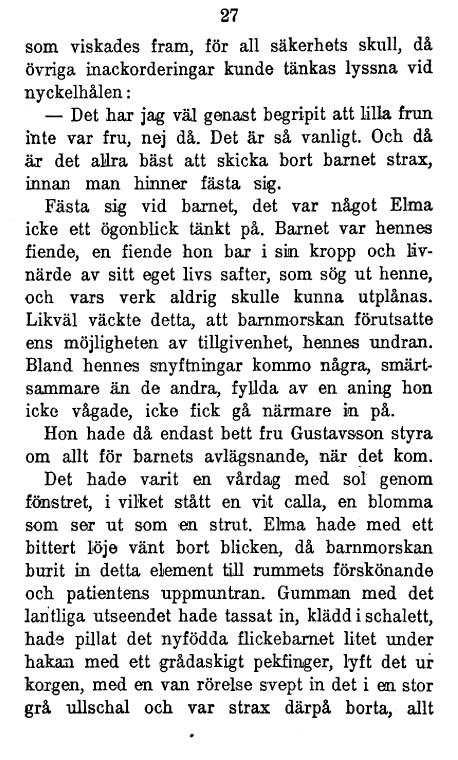 27
som viskades fram, för all säkerhets skull, då
övriga inackorderingar kunde tänkas lyssna vid
nyckelhålen:
— Det har jag väl genast begripit att lilla frun
inte var fru, nej då. Det är så vanligt. Och då
är det allra bäst att skicka bort barnet strax,
innan man hinner fästa sig.
Fästa sig vid barnet, det var något Elma
icke ett ögonblick tänkt på. Barnet var hennes
fiende, en fiende hon bar i sin kropp och liv-
närde av sitt eget livs safter, som sög ut henne,
och vars verk aldrig skulle kunna utplånas.
Likväl väckte detta, att barnmorskan förutsatte
ens möjligheten av tillgivenhet, hennes undran.
Bland hennes snyftningar kommo några, smärt-
sammare än de andra, fyllda av en aning hon
icke vågade, icke fick gå närmare in på.
Hon hade då endast bett fru Gustavsson styra
om allt för barnets avlägsnande, när det kom.
Det hade varit en vårdag med sol genom
fönstret, i vilket stått en vit calla, en blomma
som ser ut som en strut. Elma hade med ett
bittert löje vänt bort blicken, då barnmorskan
burit in detta element till rummets förskönande
och patientens uppmuntran. Gumman med det
lantliga utseendet hade tassat in, klädd i schalett,
hade pillat det nyfödda flickebarnet litet under
hakan med ett grådaskigt pekfinger, lyft det ur
korgen, med en van rörelse svept in det i en stor
grå ullschal och var strax därpå borta, allt